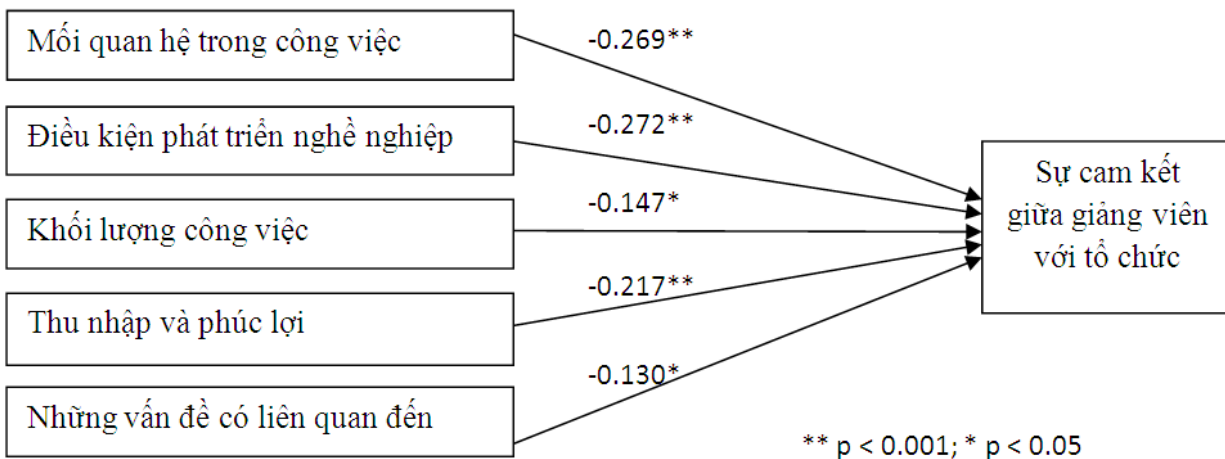 Mối quan hệ trong công việc
-0.269**
Điều kiện phát triển nghề nghiệp
-0.272**
Khối lượng công việc
-0.147*
Thu nhập và phúc lợi
-0.217**
Những vấn đề có liên quan đến
-0.130*
Sự cam kết
giữa giảng viên
với tổ chức
** p < 0.001; * p < 0.05